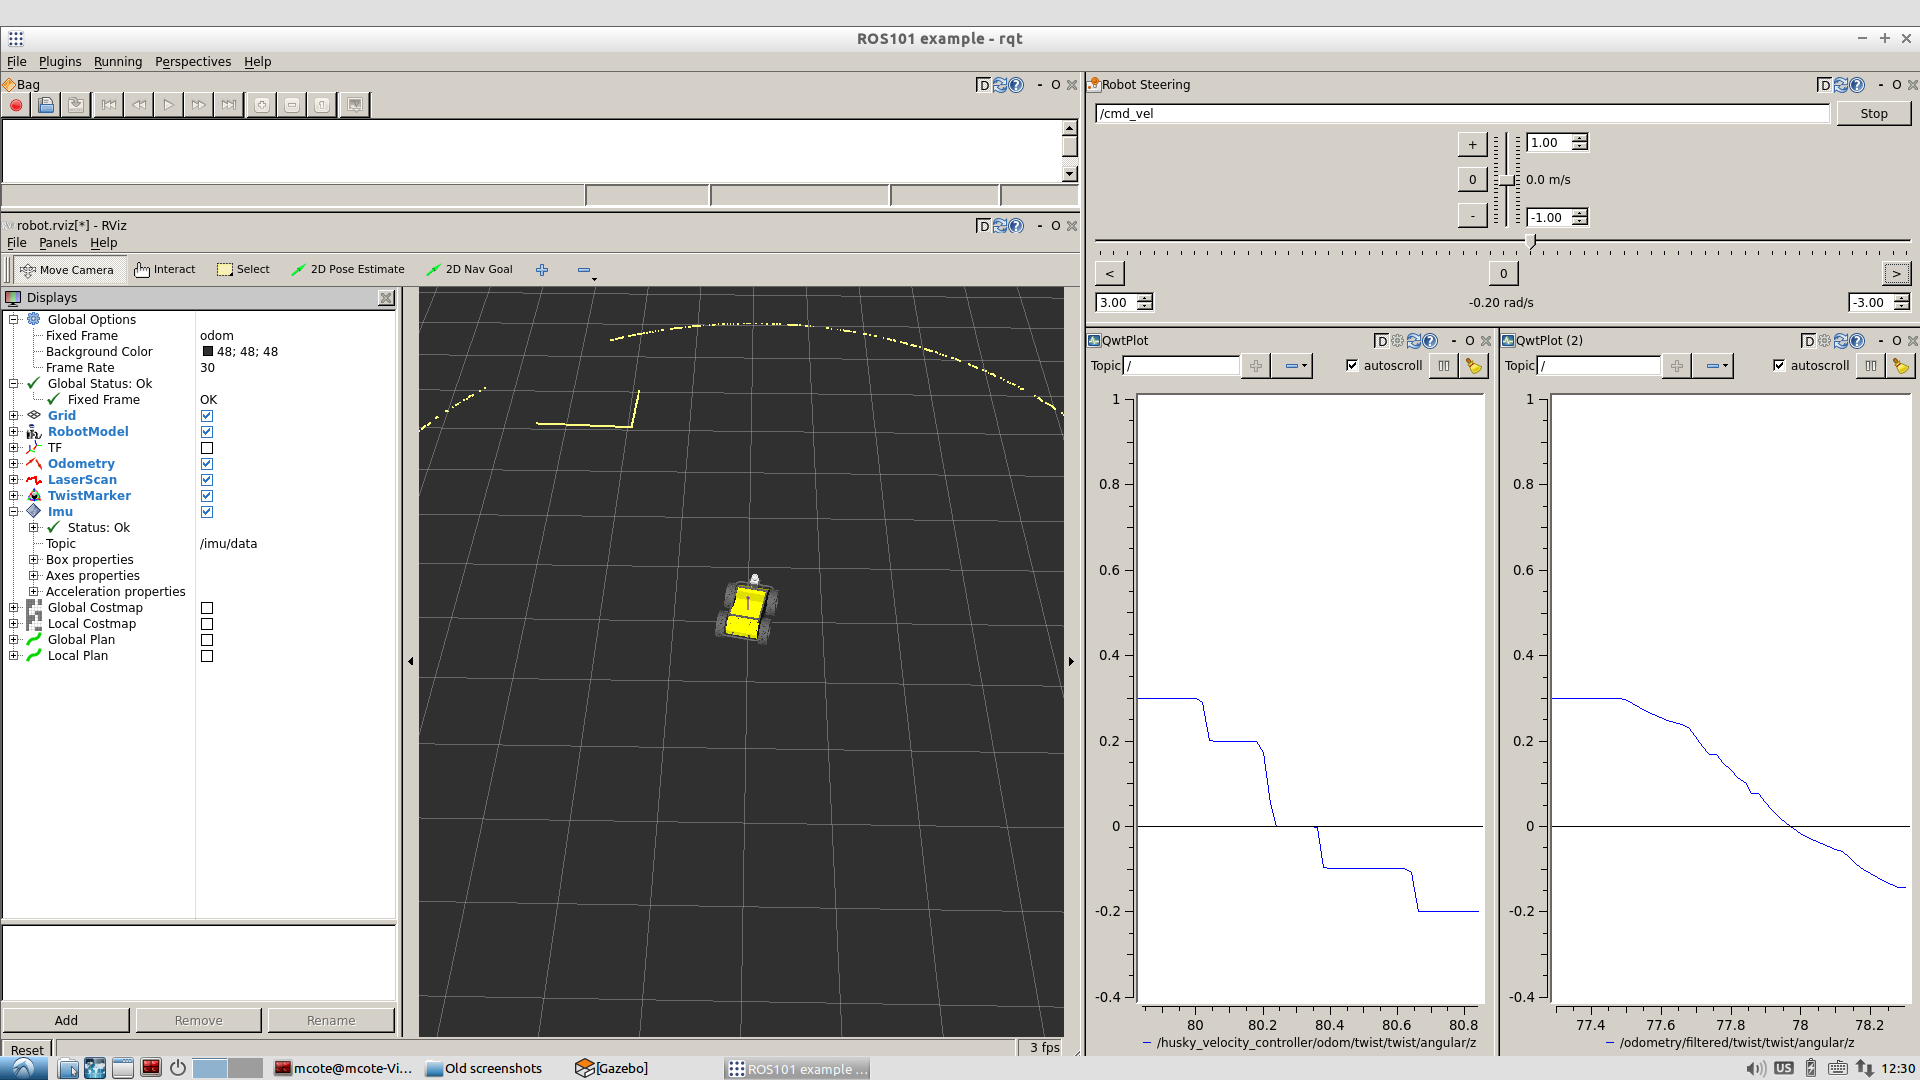 ROS101 example - rqt
File Plugins Running Perspectives Help
Bag
D O
robot.rviz[*] - RViz
D O
File Panels Help
Move Camera Interact Select 2D Pose Estimate 2D Nav Goal
Displays
Global Options
Fixed Frame odom
Background Color 48; 48; 48
Frame Rate 30
Global Status: Ok
Fixed Frame OK
Grid
RobotModel
TF
Odometry
LaserScan
TwistMarker
Imu
Status: Ok
Topic /imu/data
Box properties
Axes properties
Acceleration properties
Global Costmap
Local Costmap
Global Plan
Local Plan
Add Remove Rename
Reset 3 fps
Robot Steering
D O
/cmd_vel Stop
+ 1.00
0 0.0 m/s
- -1.00
< 0 >
3.00 -0.20 rad/s -3.00
QwtPlot
D O
Topic / autoscroll
1
0.8
0.6
0.4
0.2
0
-0.2
-0.4
80 80.2 80.4 80.6 80.8
/husky_velocity_controller/odom/twist/twist/angular/z
QwtPlot (2)
D O
Topic / autoscroll
1
0.8
0.6
0.4
0.2
0
-0.2
-0.4
77.4 77.6 77.8 78 78.2
/odometry/filtered/twist/twist/angular/z
mcote@mcote-Vi... Old screenshots [Gazebo] ROS101 example ... US 12:30